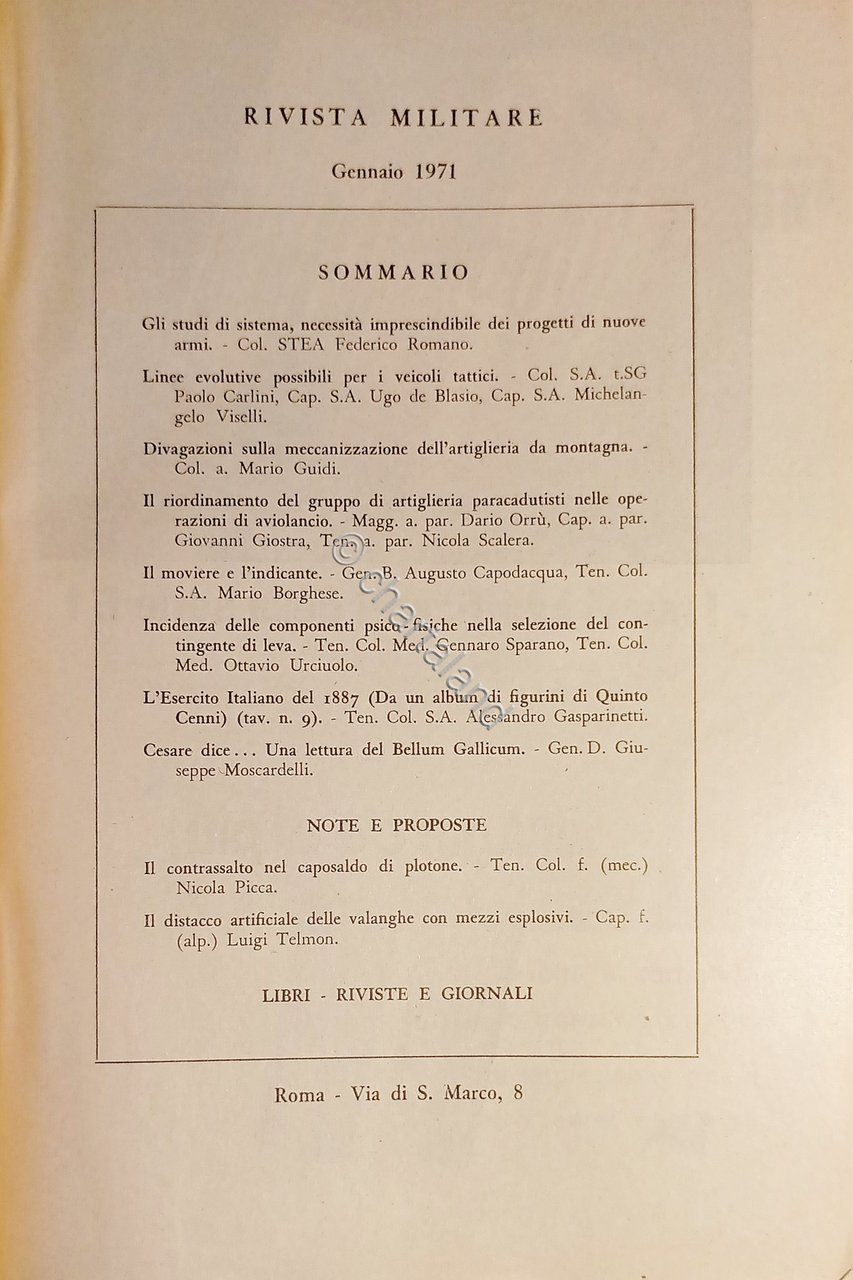 RIVISTA MILITARE
Gennaio 1971
SOMMARIO
Gli studi di sistema, necessità imprescindibile dei progetti di nuove
armi. - Col. STEA Federico Romano.
Linee evolutive possibili per i veicoli tattici. - Col. S.A. t.SG
Paolo Carlini, Cap. S.A. Ugo de Blasio, Cap. S.A. Michelan-
gelo Viselli.
Divagazioni sulla meccanizzazione dell'artiglieria da montagna. -
Col. a. Mario Guidi.
Il riordinamento del gruppo di artiglieria paracadutisti nelle ope-
razioni di aviolancio. - Magg. a. par. Dario Orrù, Cap. a. par.
Giovanni Giostra, Ten. a. par. Nicola Scalera.
Il moviere e l'indicante. - Gen. B. Augusto Capodacqua, Ten. Col.
S.A. Mario Borghese.
Incidenza delle componenti psico-fisiche nella selezione del con-
tingente di leva. - Ten. Col. Med. Gennaro Sparano, Ten. Col.
Med. Ottavio Urciuolo.
L'Esercito Italiano del 1887 (Da un album di figurini di Quinto
Cenni) (tav. n. 9). - Ten. Col. S.A. Alessandro Gasparinetti.
Cesare dice... Una lettura del Bellum Gallicum. - Gen. D. Giu-
seppe Moscardelli.
NOTE E PROPOSTE
Il contrassalto nel caposaldo di plotone. - Ten. Col. f. (mec.)
Nicola Picca.
Il distacco artificiale delle valanghe con mezzi esplosivi. - Cap. f.
(alp.) Luigi Telmon.
LIBRI - RIVISTE E GIORNALI
Roma - Via di S. Marco, 8
© chartaland